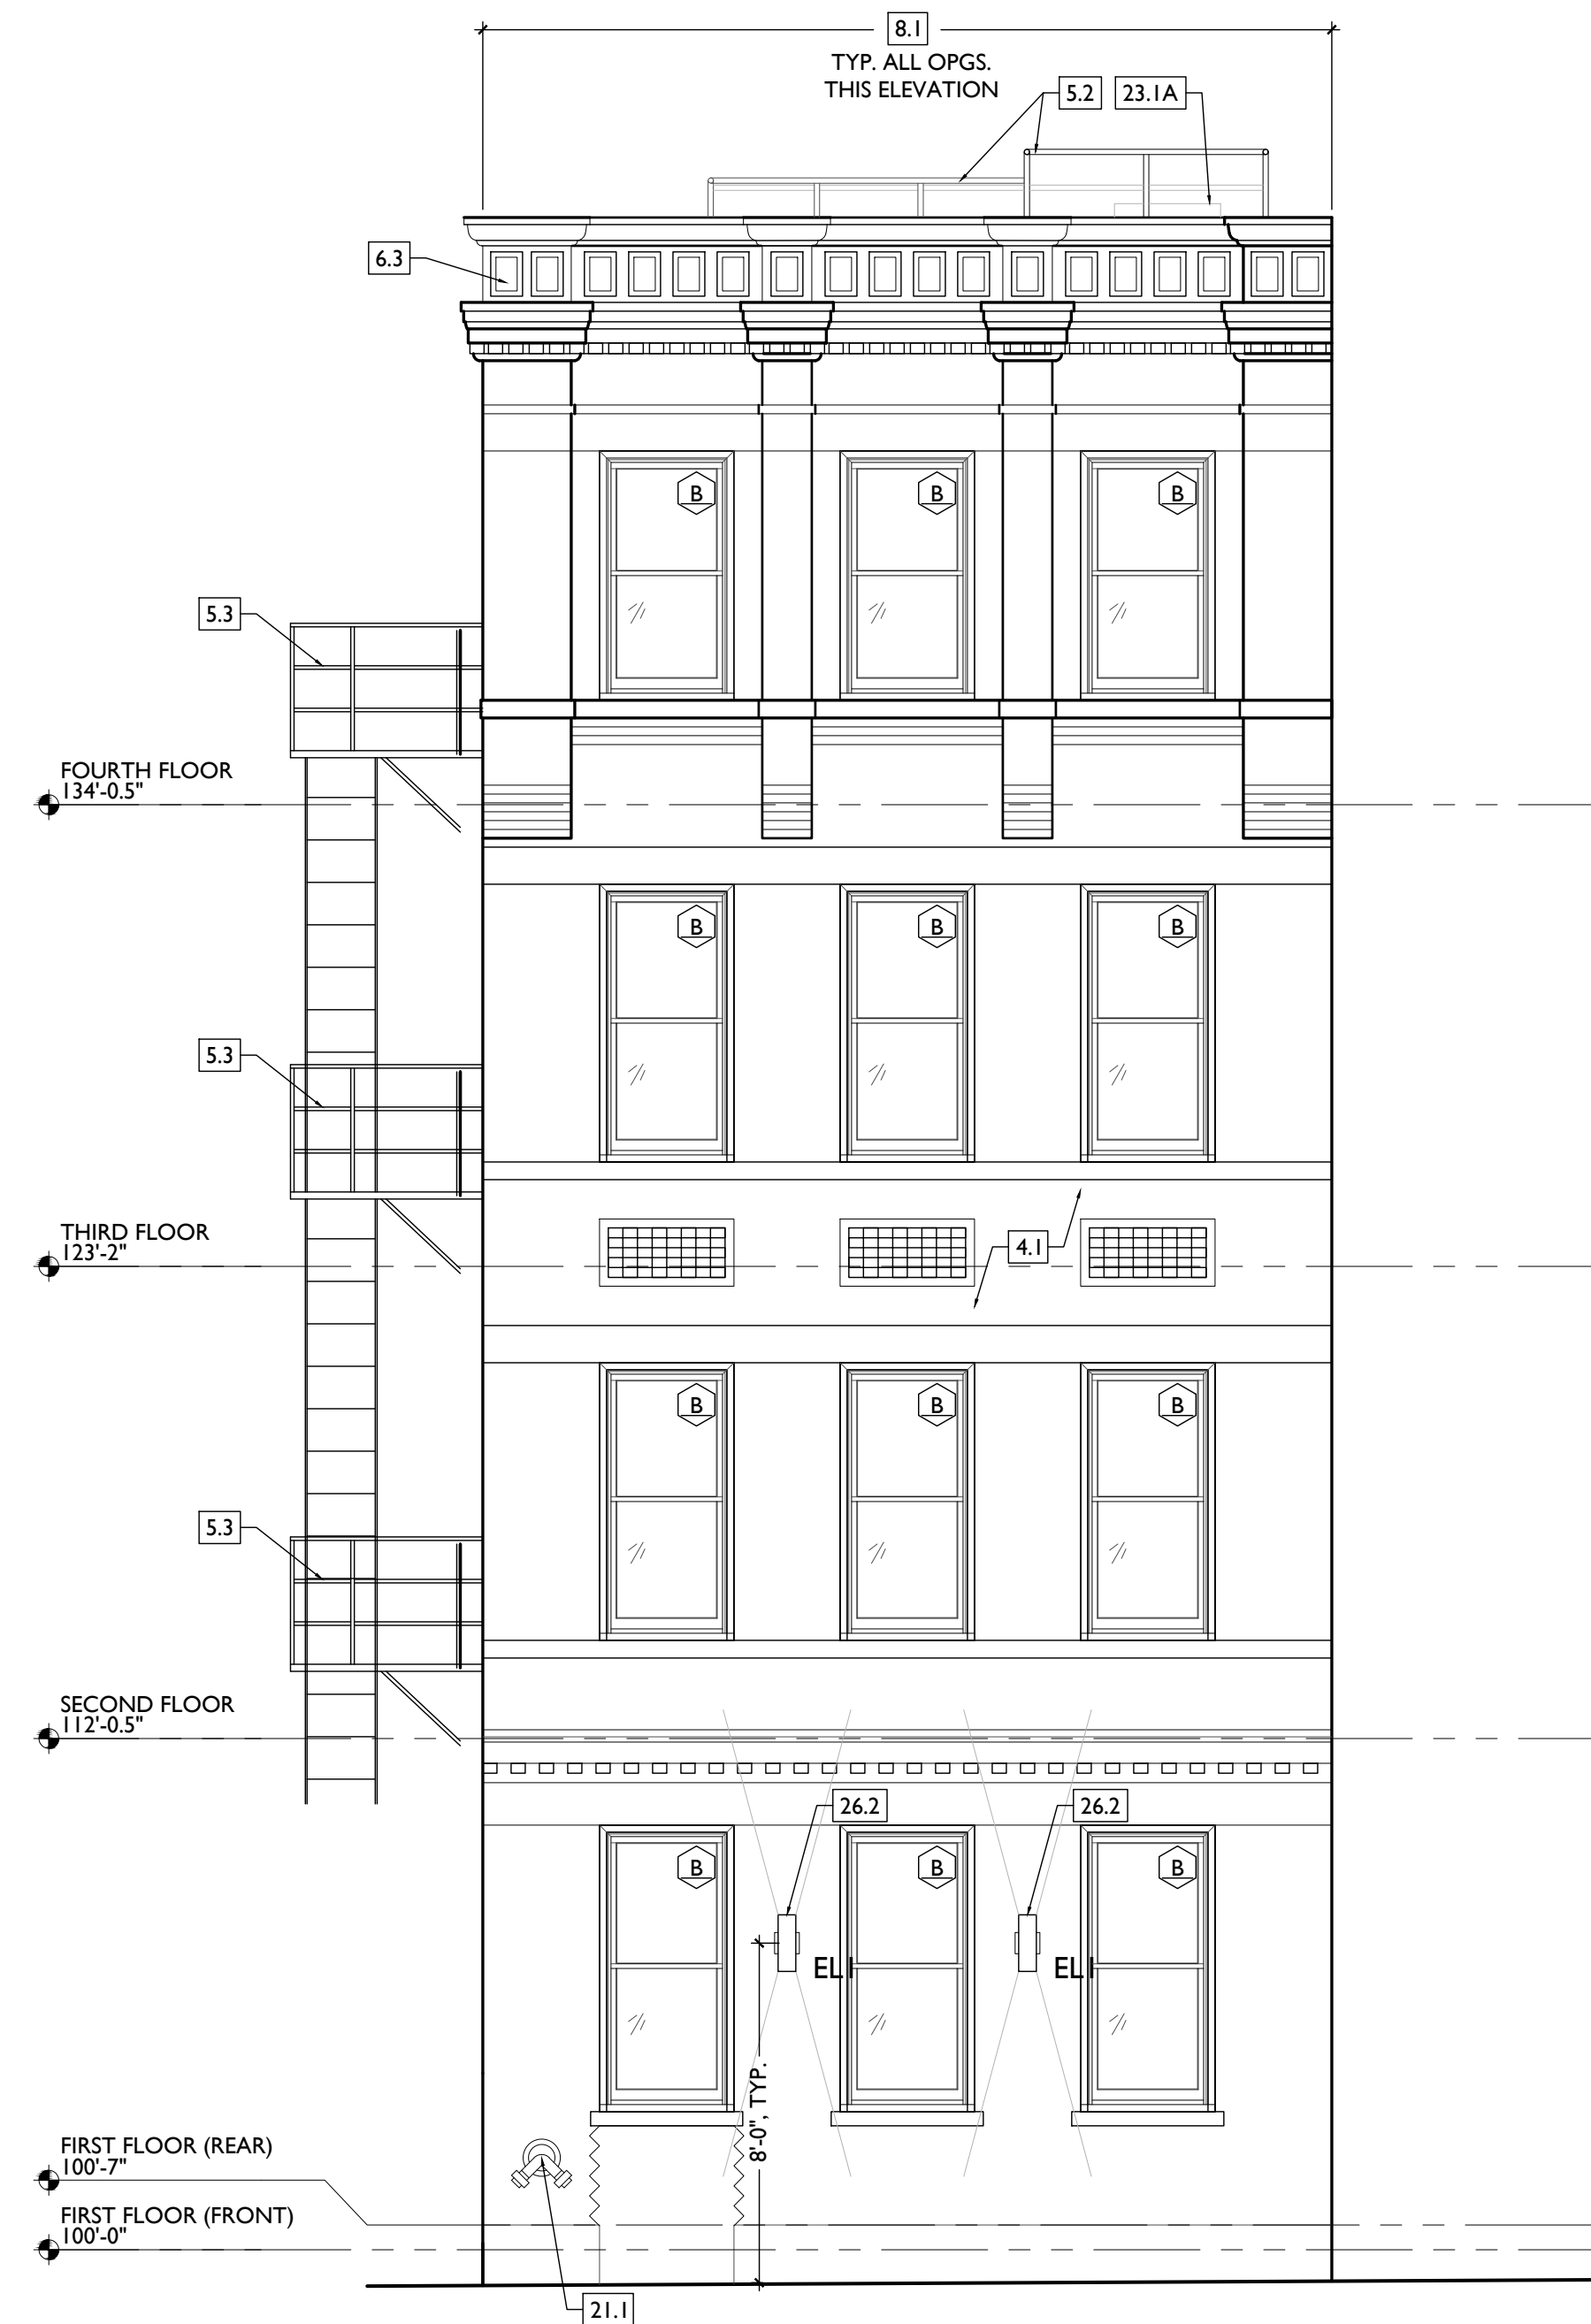 8.1
TYP. ALL OPGS.
THIS ELEVATION
5.2
23.1A
6.3
B
B
B
5.3
FOURTH FLOOR
134'-0.5"
B
B
B
5.3
THIRD FLOOR
123'-2"
4.1
B
B
B
5.3
SECOND FLOOR
112'-0.5"
26.2
26.2
B
B
B
EL1
EL1
8'-0", TYP.
FIRST FLOOR (REAR)
100'-7"
FIRST FLOOR (FRONT)
100'-0"
21.1